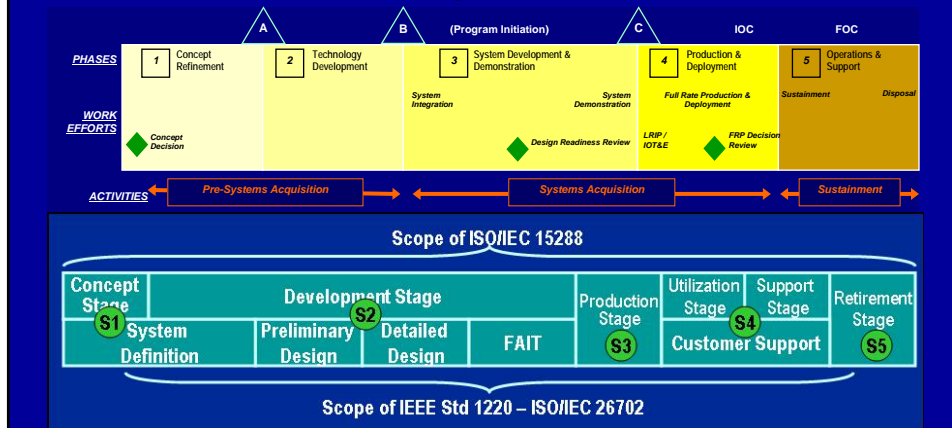 A
B
(Program Initiation)
C
IOC
FOC
PHASES
1
Concept
Refinement
2
Technology
Development
3
System Development &
Demonstration
4
Production &
Deployment
5
Operations &
Support
WORK
EFFORTS
System
Integration
System
Demonstration
Full Rate Production &
Deployment
Sustainment
Disposal
Concept
Decision
Design Readiness Review
LRIP /
IOT&E
FRP Decision
Review
ACTIVITIES
Pre-Systems Acquisition
Systems Acquisition
Sustainment
Scope of ISO/IEC 15288
Concept
Stage
S1
Development Stage
S2
Production
Stage
S3
Utilization
Stage
Support
Stage
S4
Retirement
Stage
S5
System
Definition
Preliminary
Design
Detailed
Design
FAIT
Customer Support
Scope of IEEE Std 1220 – ISO/IEC 26702